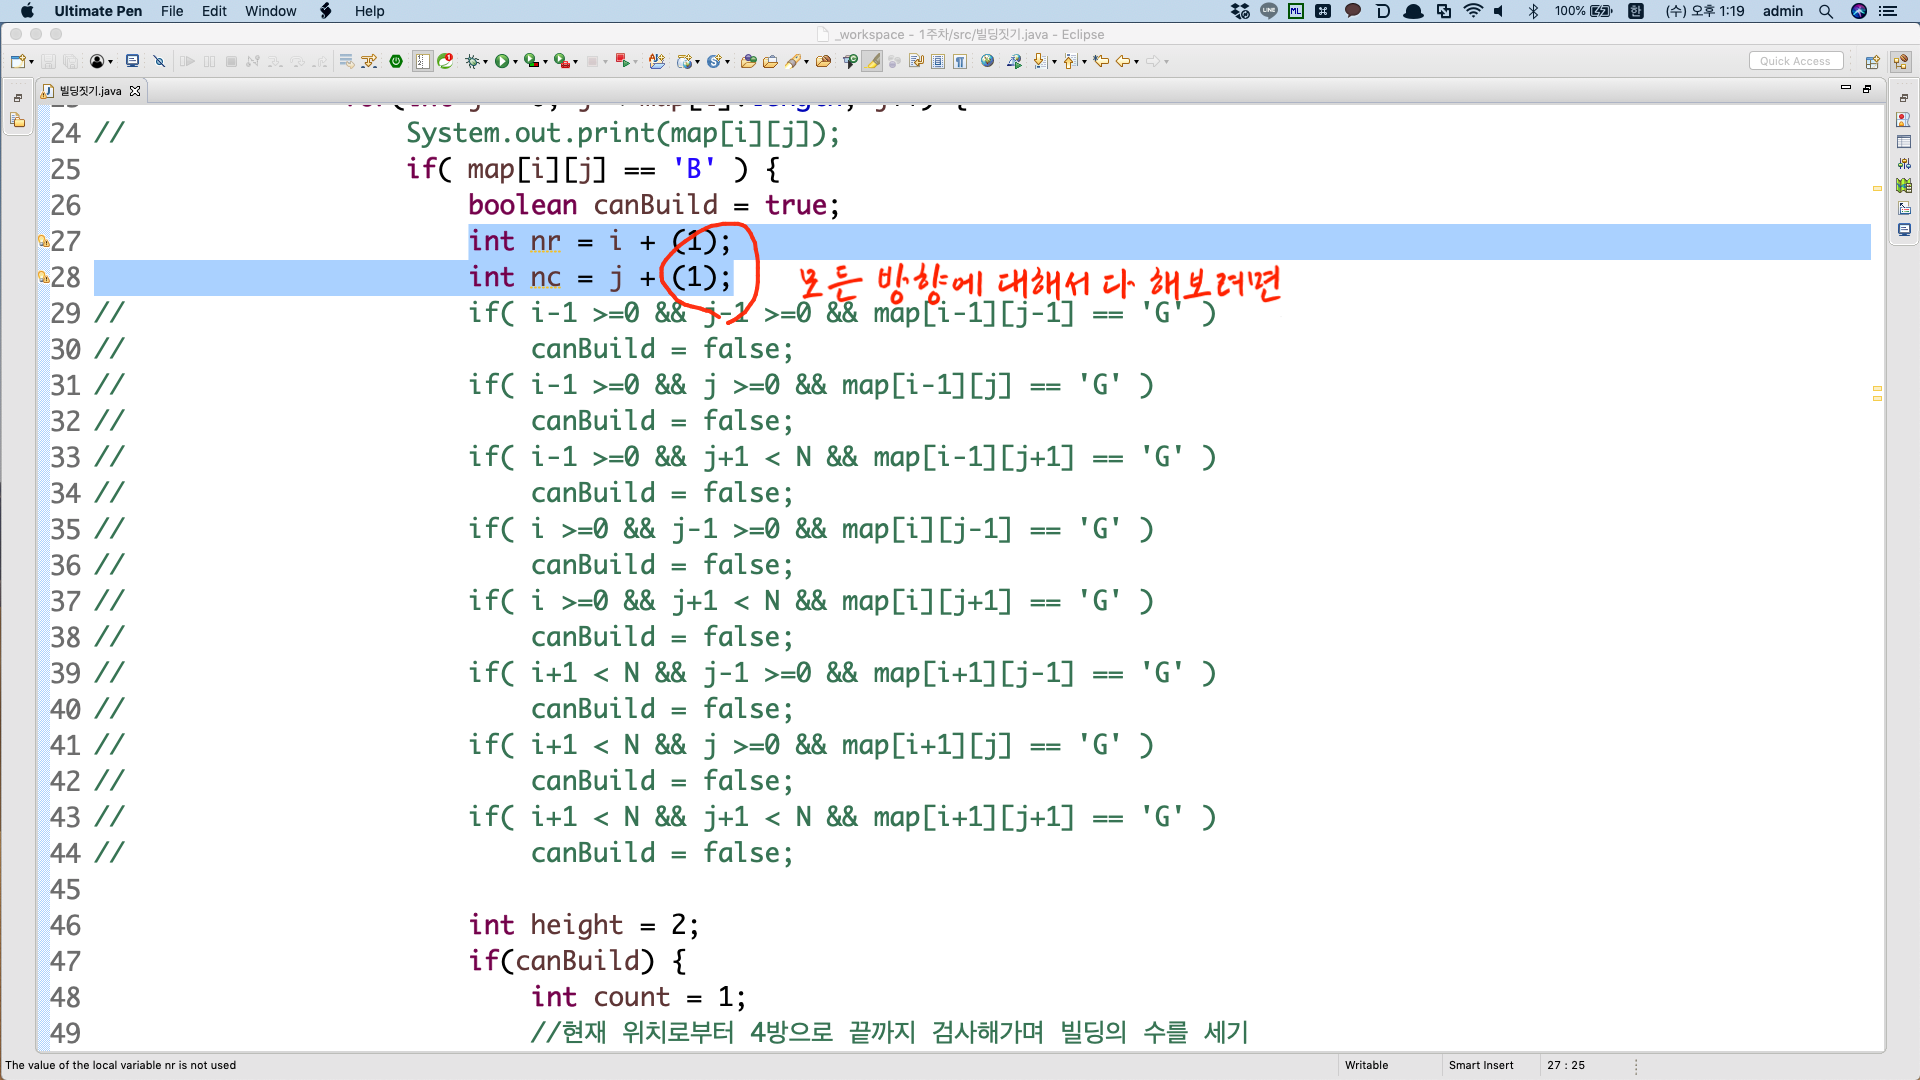 Ultimate Pen File Edit Window Help 100% (수) 오후 1:19 admin
_workspace - 1주차/src/빌딩짓기.java - Eclipse
Quick Access
빌딩짓기.java
24 // System.out.print(map[i][j]);
25 if( map[i][j] == 'B' ) {
26 boolean canBuild = true;
27 int nr = i + (1);
28 int nc = j + (1);
모든 방향에 대해서 다 해보려면
29 // if( i-1 >=0 && j-1 >=0 && map[i-1][j-1] == 'G' )
30 // canBuild = false;
31 // if( i-1 >=0 && j >=0 && map[i-1][j] == 'G' )
32 // canBuild = false;
33 // if( i-1 >=0 && j+1 < N && map[i-1][j+1] == 'G' )
34 // canBuild = false;
35 // if( i >=0 && j-1 >=0 && map[i][j-1] == 'G' )
36 // canBuild = false;
37 // if( i >=0 && j+1 < N && map[i][j+1] == 'G' )
38 // canBuild = false;
39 // if( i+1 < N && j-1 >=0 && map[i+1][j-1] == 'G' )
40 // canBuild = false;
41 // if( i+1 < N && j >=0 && map[i+1][j] == 'G' )
42 // canBuild = false;
43 // if( i+1 < N && j+1 < N && map[i+1][j+1] == 'G' )
44 // canBuild = false;
45
46 int height = 2;
47 if(canBuild) {
48 int count = 1;
49 //현재 위치로부터 4방으로 끝까지 검사해가며 빌딩의 수를 세기
The value of the local variable nr is not used Writable Smart Insert 27 : 25